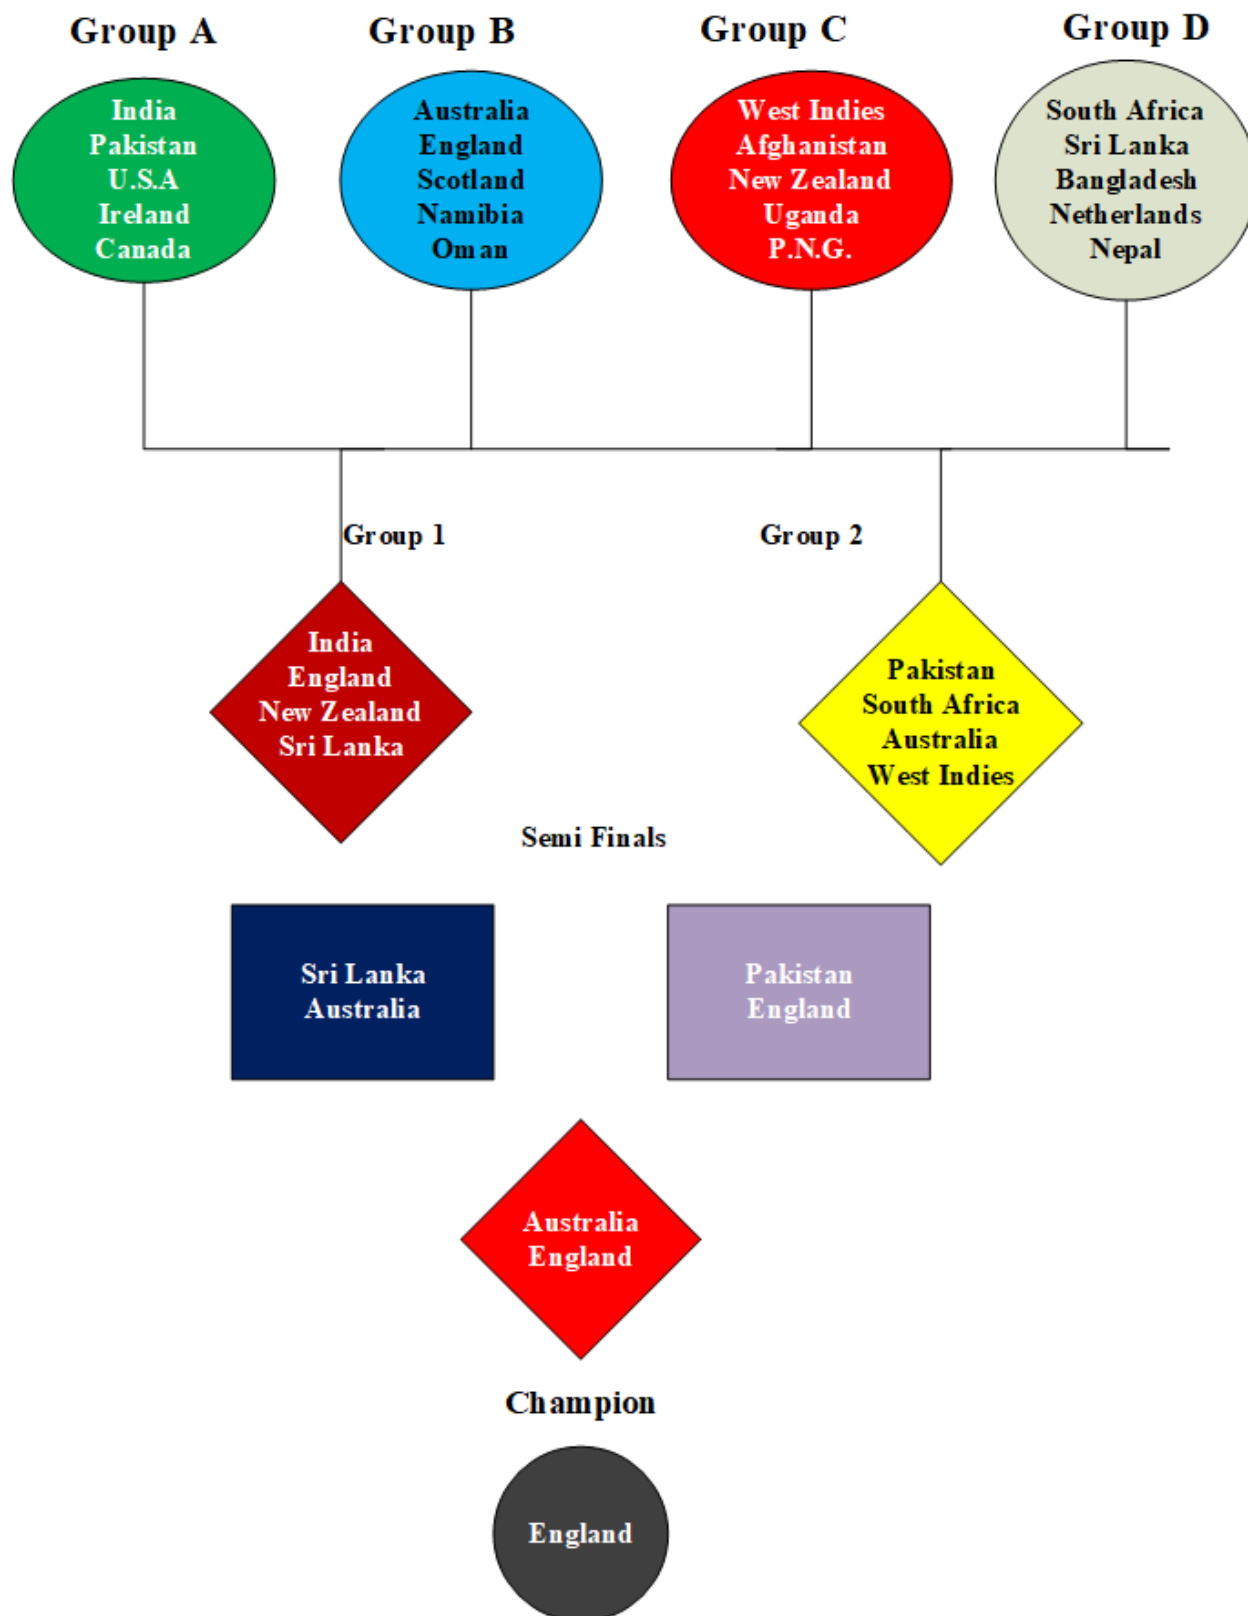 Group A
Group B
Group C
Group D
India
Pakistan
U.S.A
Ireland
Canada
Australia
England
Scotland
Namibia
Oman
West Indies
Afghanistan
New Zealand
Uganda
P.N.G.
South Africa
Sri Lanka
Bangladesh
Netherlands
Nepal
Group 1
Group 2
India
England
New Zealand
Sri Lanka
Pakistan
South Africa
Australia
West Indies
Semi Finals
Sri Lanka
Australia
Pakistan
England
Australia
England
Champion
England